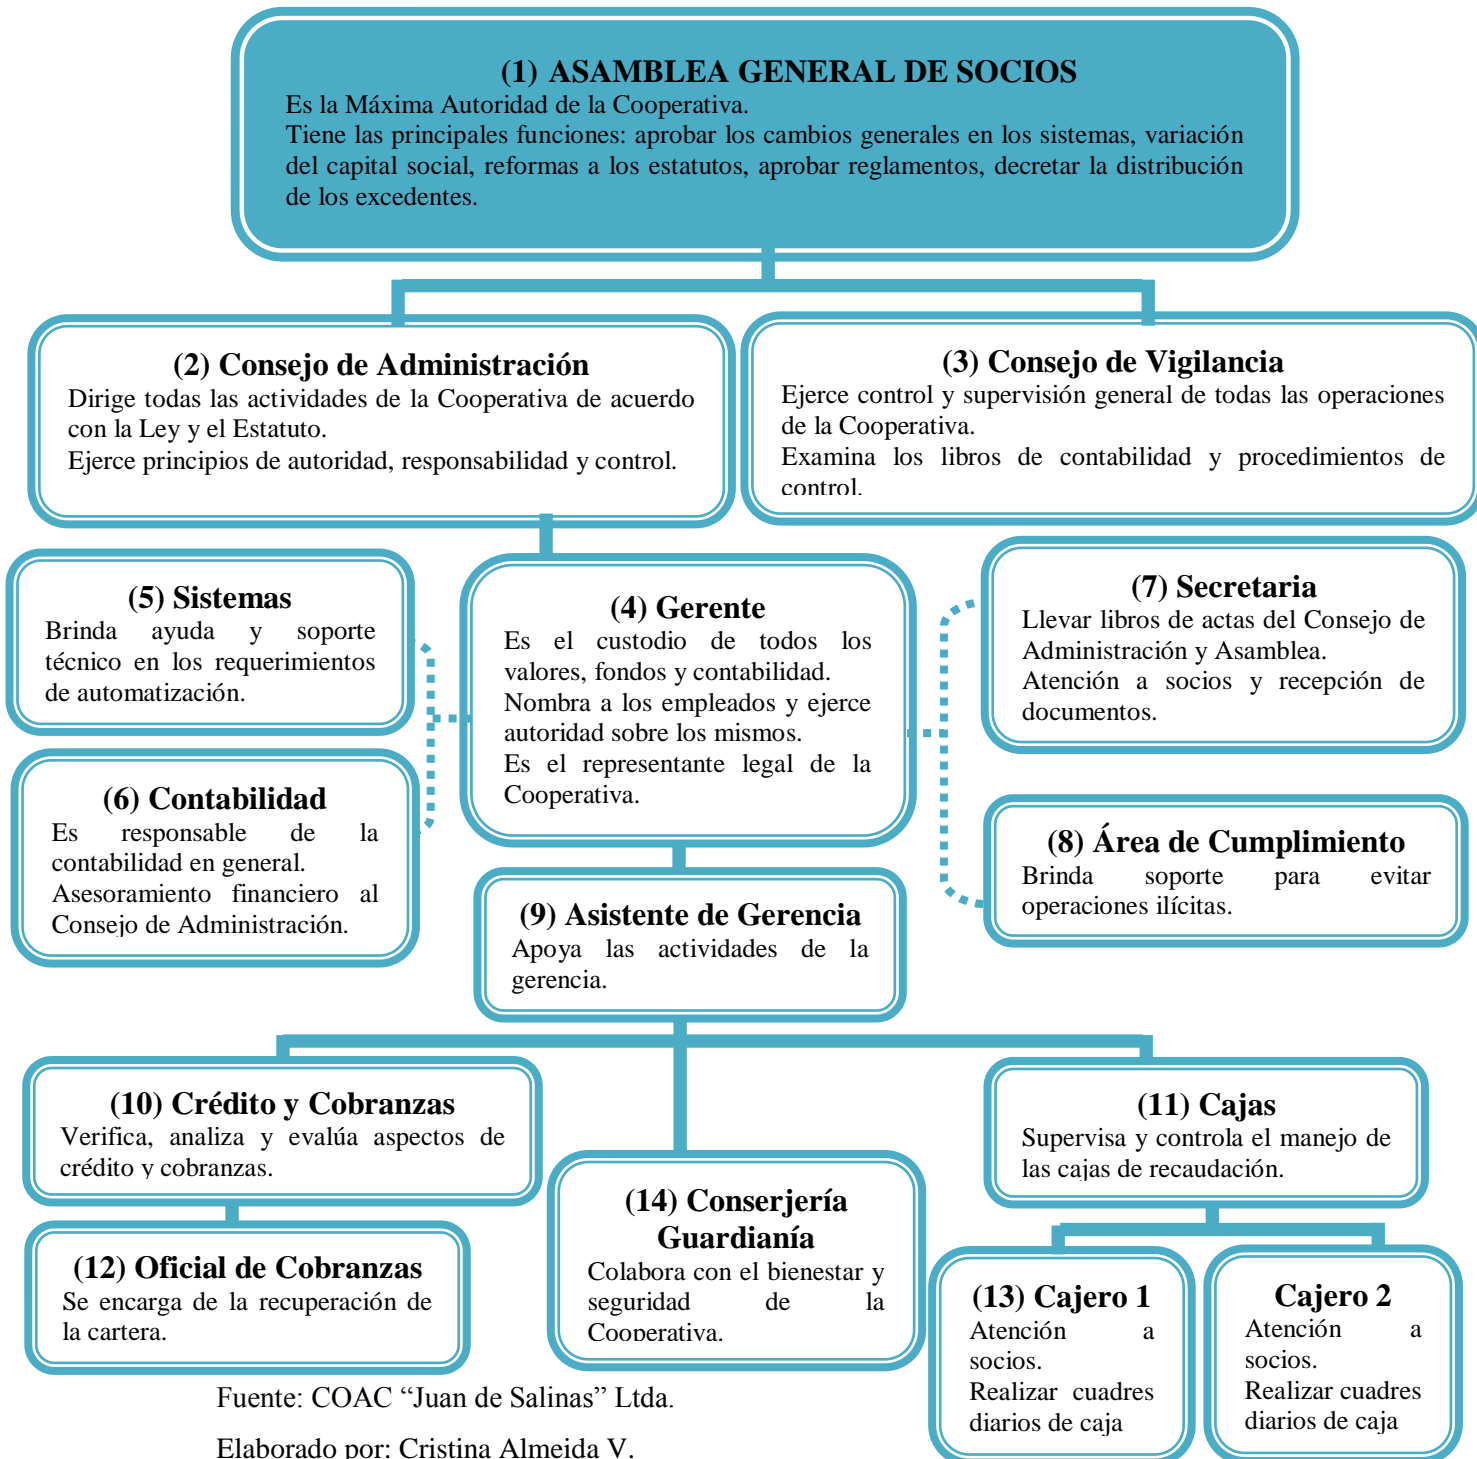 (1) ASAMBLEA GENERAL DE SOCIOS
Es la Máxima Autoridad de la Cooperativa.
Tiene las principales funciones: aprobar los cambios generales en los sistemas, variación
del capital social, reformas a los estatutos, aprobar reglamentos, decretar la distribución
de los excedentes.
(2) Consejo de Administración
Dirige todas las actividades de la Cooperativa de acuerdo
con la Ley y el Estatuto.
Ejerce principios de autoridad, responsabilidad y control.
(3) Consejo de Vigilancia
Ejerce control y supervisión general de todas las operaciones
de la Cooperativa.
Examina los libros de contabilidad y procedimientos de
control.
(5) Sistemas
Brinda ayuda y soporte
técnico en los requerimientos
de automatización.
(4) Gerente
Es el custodio de todos los
valores, fondos y contabilidad.
Nombra a los empleados y ejerce
autoridad sobre los mismos.
Es el representante legal de la
Cooperativa.
(7) Secretaria
Llevar libros de actas del Consejo de
Administración y Asamblea.
Atención a socios y recepción de
documentos.
(6) Contabilidad
Es responsable de la
contabilidad en general.
Asesoramiento financiero al
Consejo de Administración.
(8) Área de Cumplimiento
Brinda soporte para evitar
operaciones ilícitas.
(9) Asistente de Gerencia
Apoya las actividades de la
gerencia.
(10) Crédito y Cobranzas
Verifica, analiza y evalúa aspectos de
crédito y cobranzas.
(11) Cajas
Supervisa y controla el manejo de
las cajas de recaudación.
(14) Conserjería
Guardianía
Colabora con el bienestar y
seguridad de la
Cooperativa.
(12) Oficial de Cobranzas
Se encarga de la recuperación de
la cartera.
(13) Cajero 1
Atención a
socios.
Realizar cuadres
diarios de caja
Cajero 2
Atención a
socios.
Realizar cuadres
diarios de caja
Fuente: COAC “Juan de Salinas” Ltda.
Elaborado por: Cristina Almeida V.